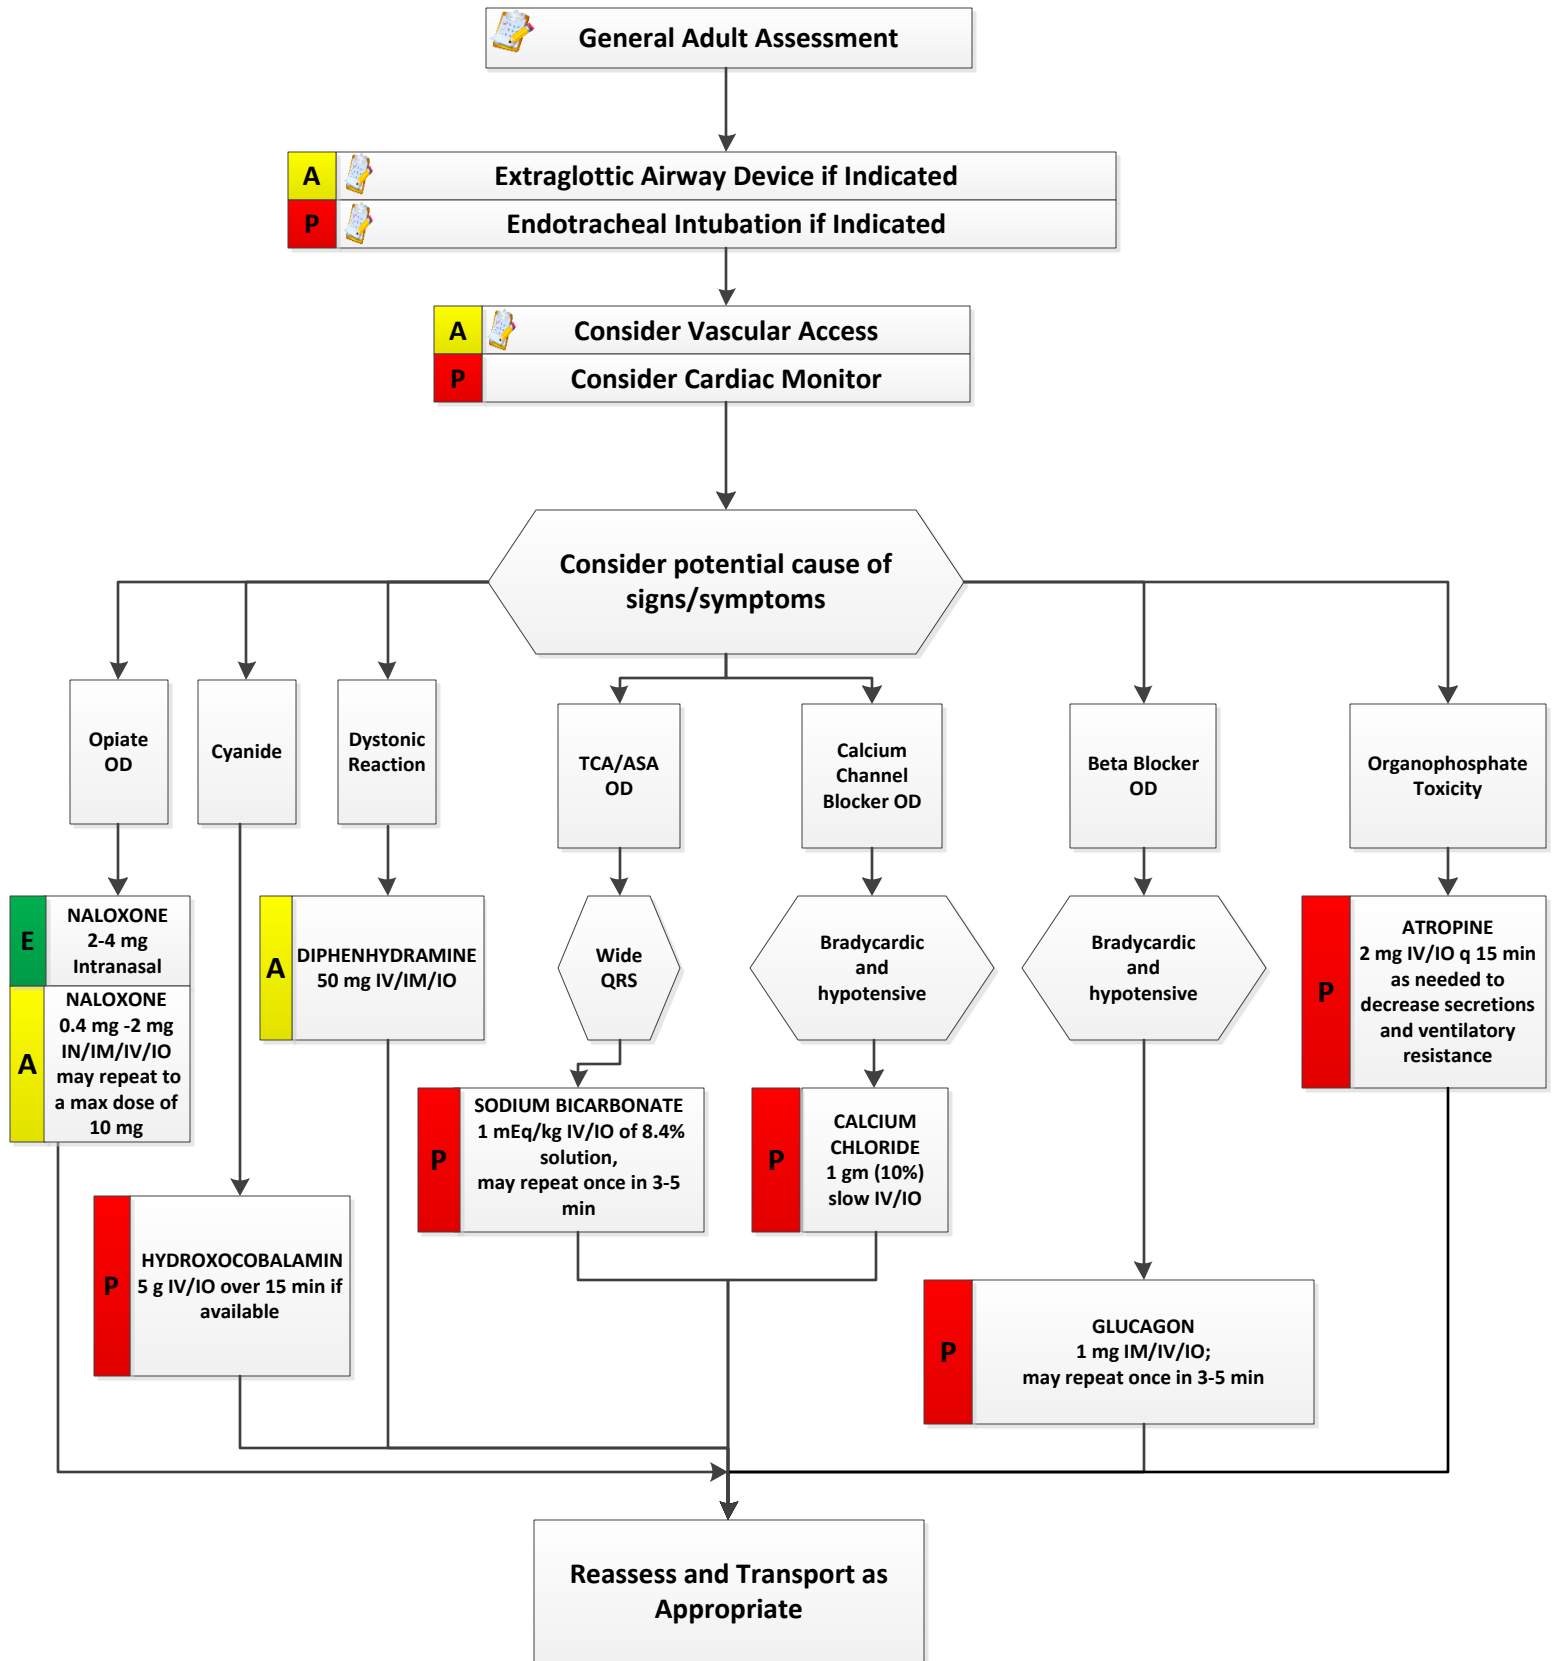 General Adult Assessment
A
Extraglottic Airway Device if Indicated
P
Endotracheal Intubation if Indicated
A
Consider Vascular Access
P
Consider Cardiac Monitor
Consider potential cause of
signs/symptoms
Opiate
OD
Cyanide
Dystonic
Reaction
TCA/ASA
OD
Calcium
Channel
Blocker OD
Beta Blocker
OD
Organophosphate
Toxicity
E
NALOXONE
2-4 mg
Intranasal
A
NALOXONE
0.4 mg -2 mg
IN/IM/IV/IO
may repeat to
a max dose of
10 mg
A
DIPHENHYDRAMINE
50 mg IV/IM/IO
Wide
QRS
Bradycardic
and
hypotensive
Bradycardic
and
hypotensive
P
ATROPINE
2 mg IV/IO q 15 min
as needed to
decrease secretions
and ventilatory
resistance
P
SODIUM BICARBONATE
1 mEq/kg IV/IO of 8.4%
solution,
may repeat once in 3-5
min
P
CALCIUM
CHLORIDE
1 gm (10%)
slow IV/IO
P
HYDROXOCOBALAMIN
5 g IV/IO over 15 min if
available
P
GLUCAGON
1 mg IM/IV/IO;
may repeat once in 3-5 min
Reassess and Transport as
Appropriate